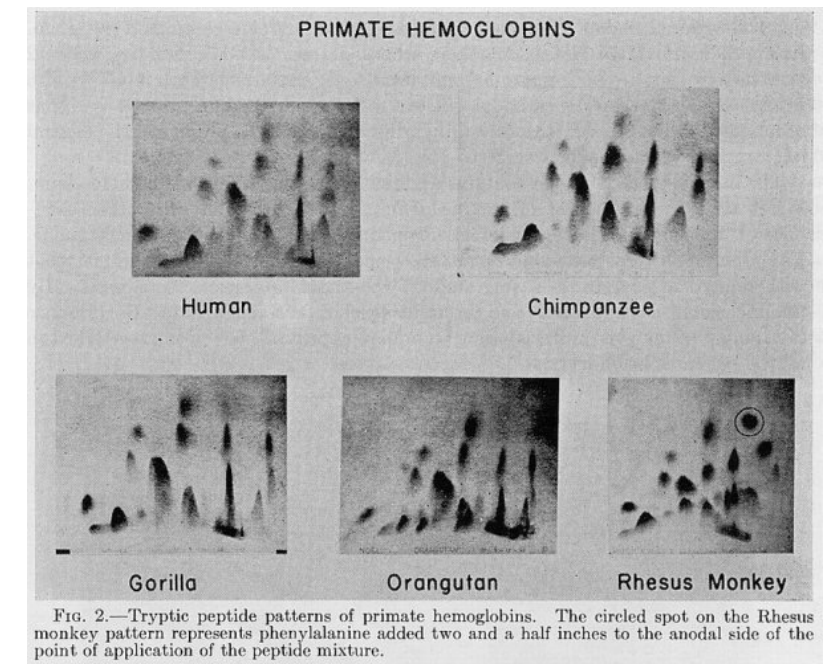 PRIMATE HEMOGLOBINS
Human
Chimpanzee
Gorilla
Orangutan
Rhesus Monkey
FIG. 2.—Tryptic peptide patterns of primate hemoglobins. The circled spot on the Rhesus
monkey pattern represents phenylalanine added two and a half inches to the anodal side of the
point of application of the peptide mixture.